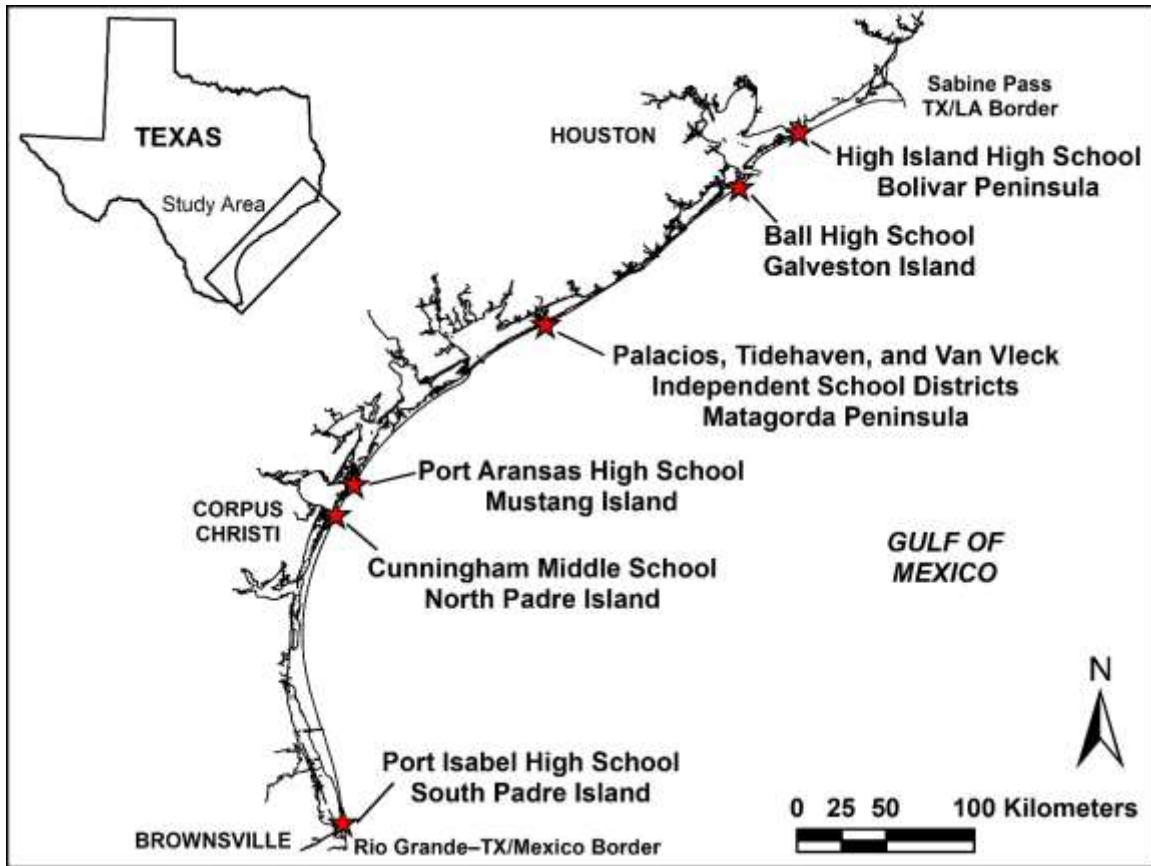 TEXAS
Study Area
Sabine Pass
TX/LA Border
HOUSTON
High Island High School
Bolivar Peninsula
Ball High School
Galveston Island
Palacios, Tidehaven, and Van Vleck
Independent School Districts
Matagorda Peninsula
Port Aransas High School
Mustang Island
CORPUS
CHRISTI
Cunningham Middle School
North Padre Island
GULF OF
MEXICO
N
Port Isabel High School
South Padre Island
0 25 50 100 Kilometers
BROWNSVILLE
Rio Grande–TX/Mexico Border